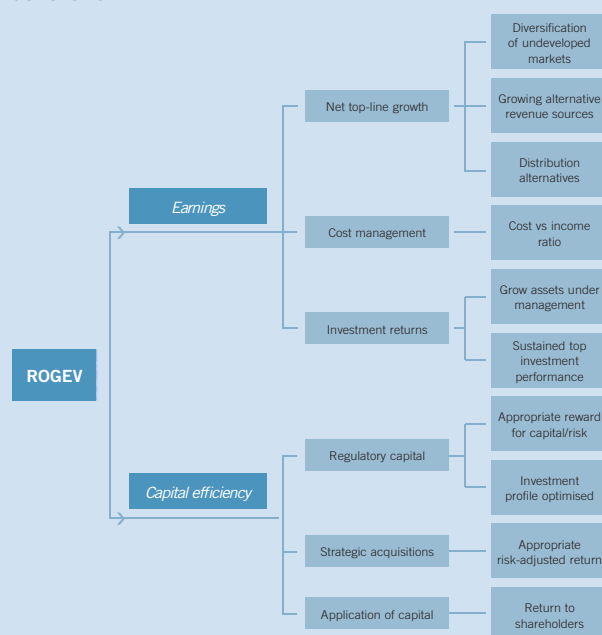 Diversification
of undeveloped
markets
Net top-line growth
Growing alternative
revenue sources
Distribution
alternatives
Earnings
Cost management
Cost vs income
ratio
Investment returns
Grow assets under
management
Sustained top
investment
performance
ROGEV
Capital efficiency
Regulatory capital
Appropriate reward
for capital/risk
Investment
profile optimised
Strategic acquisitions
Appropriate
risk-adjusted return
Application of capital
Return to
shareholders